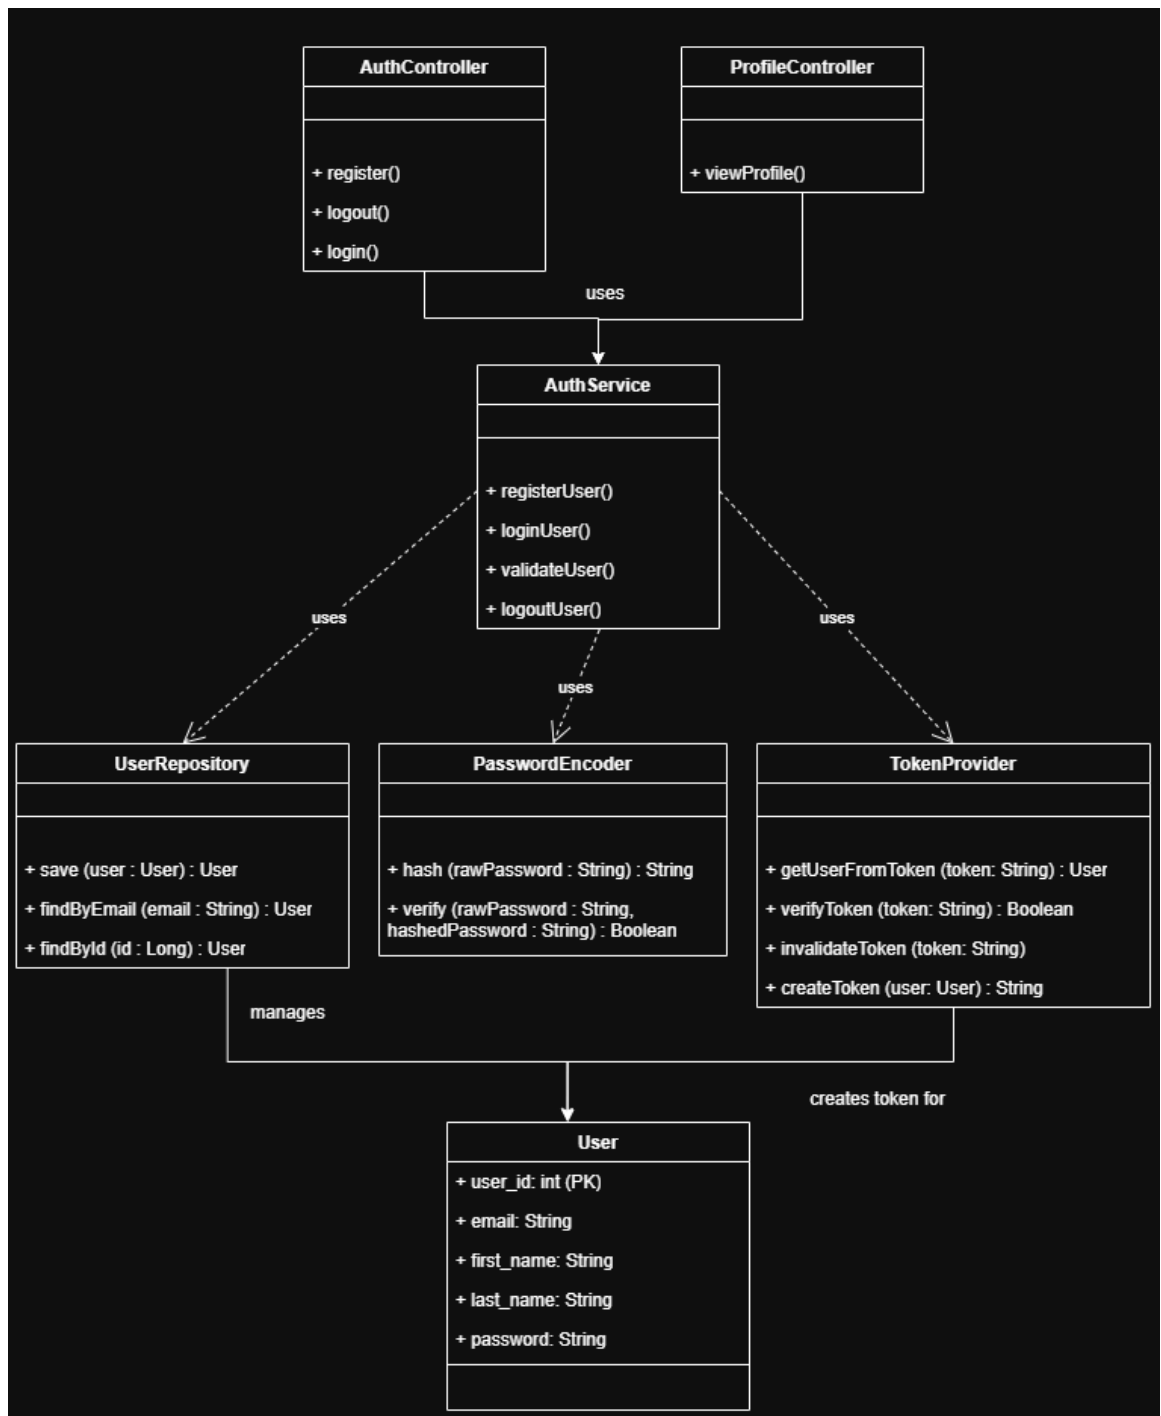 AuthController
+ register()
+ logout()
+ login()
ProfileController
+ viewProfile()
uses
AuthService
+ registerUser()
+ loginUser()
+ validateUser()
+ logoutUser()
uses
uses
uses
UserRepository
+ save (user : User) : User
+ findByEmail (email : String) : User
+ findById (id : Long) : User
PasswordEncoder
+ hash (rawPassword : String) : String
+ verify (rawPassword : String,
hashedPassword : String) : Boolean
TokenProvider
+ getUserFromToken (token: String) : User
+ verifyToken (token: String) : Boolean
+ invalidateToken (token: String)
+ createToken (user: User) : String
manages
creates token for
User
+ user_id: int (PK)
+ email: String
+ first_name: String
+ last_name: String
+ password: String